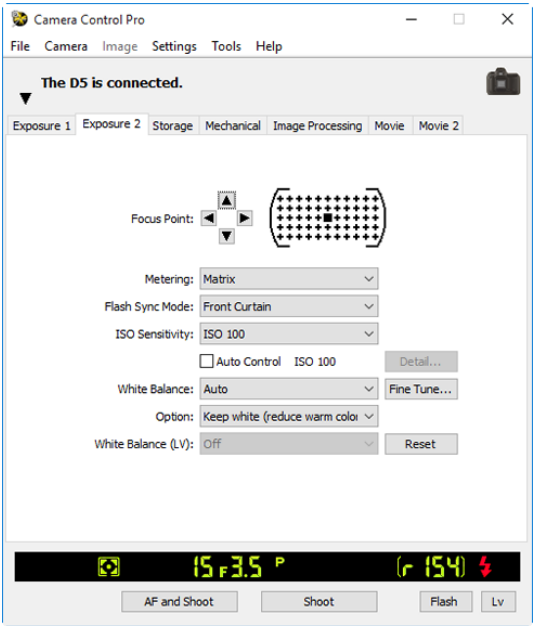 Camera Control Pro
File Camera Image Settings Tools Help
The D5 is connected.
Exposure 1 Exposure 2 Storage Mechanical Image Processing Movie Movie 2
Focus Point:
Metering: Matrix
Flash Sync Mode: Front Curtain
ISO Sensitivity: ISO 100
Auto Control ISO 100 Detail...
White Balance: Auto Fine Tune...
Option: Keep white (reduce warm color
White Balance (LV): Off Reset
15 F3.5 P (r 154)
AF and Shoot Shoot Flash Lv